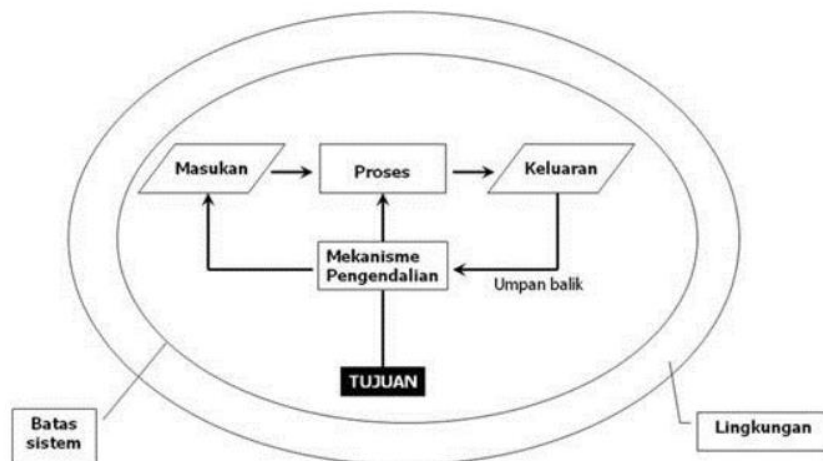 Masukan
Proses
Keluaran
Mekanisme
Pengendalian
Umpan balik
TUJUAN
Batas
sistem
Lingkungan